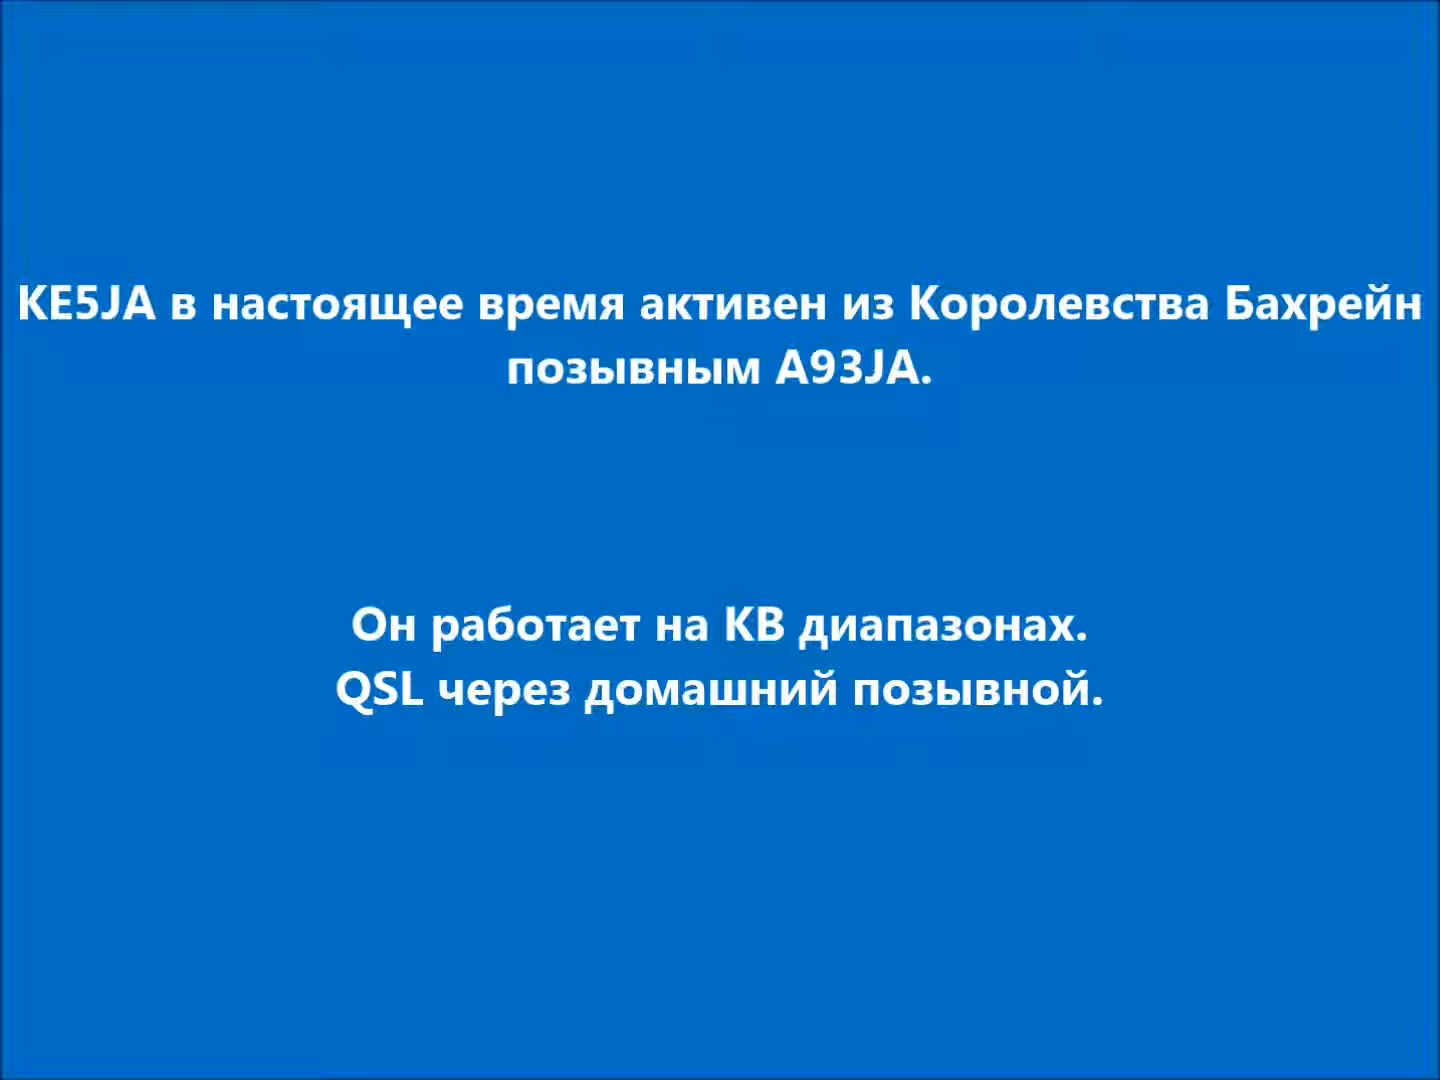 KE5JA в настоящее время активен из Королевства Бахрейн
позывным A93JA.
Он работает на КВ диапазонах.
QSL через домашний позывной.